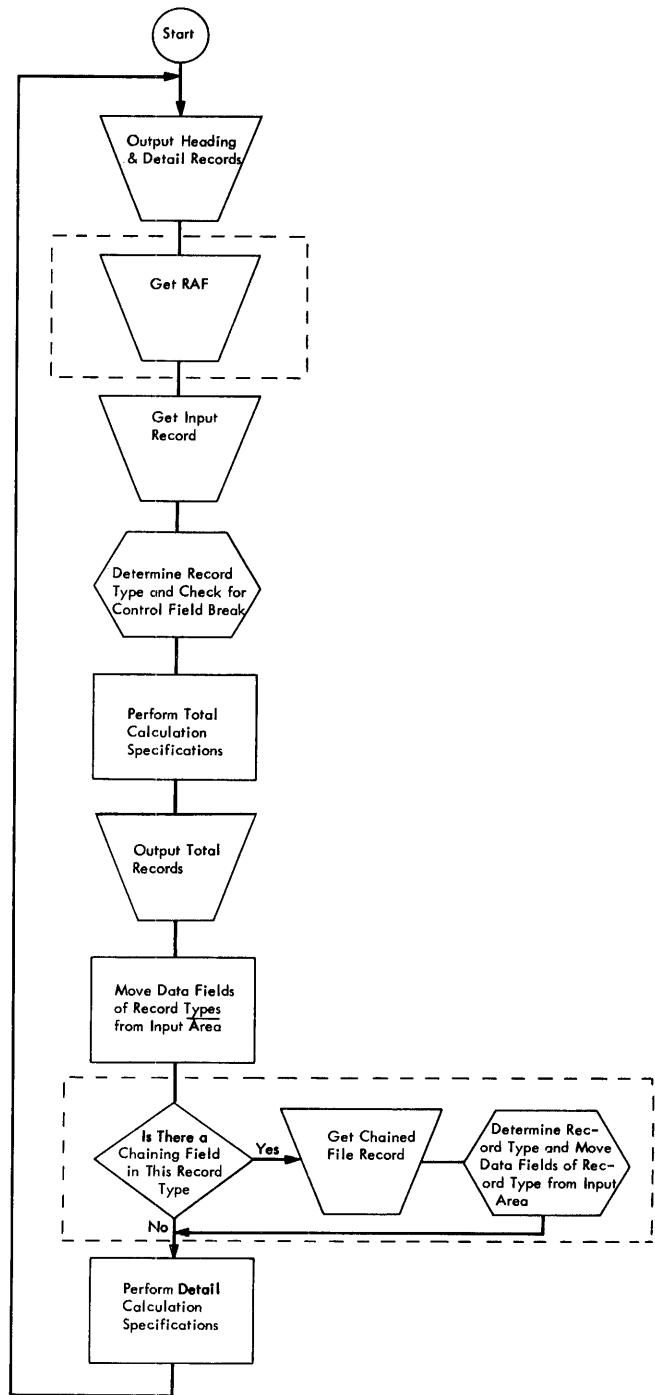 Start
Output Heading
& Detail Records
Get RAF
Get Input
Record
Determine Record
Type and Check for
Control Field Break
Perform Total
Calculation
Specifications
Output Total
Records
Move Data Fields
of Record Types
from Input Area
Is There a
Chaining Field
in This Record
Type
Yes
Get Chained
File Record
Determine Rec-
ord Type and Move
Data Fields of Rec-
ord Type from Input
Area
No
Perform Detail
Calculation
Specifications